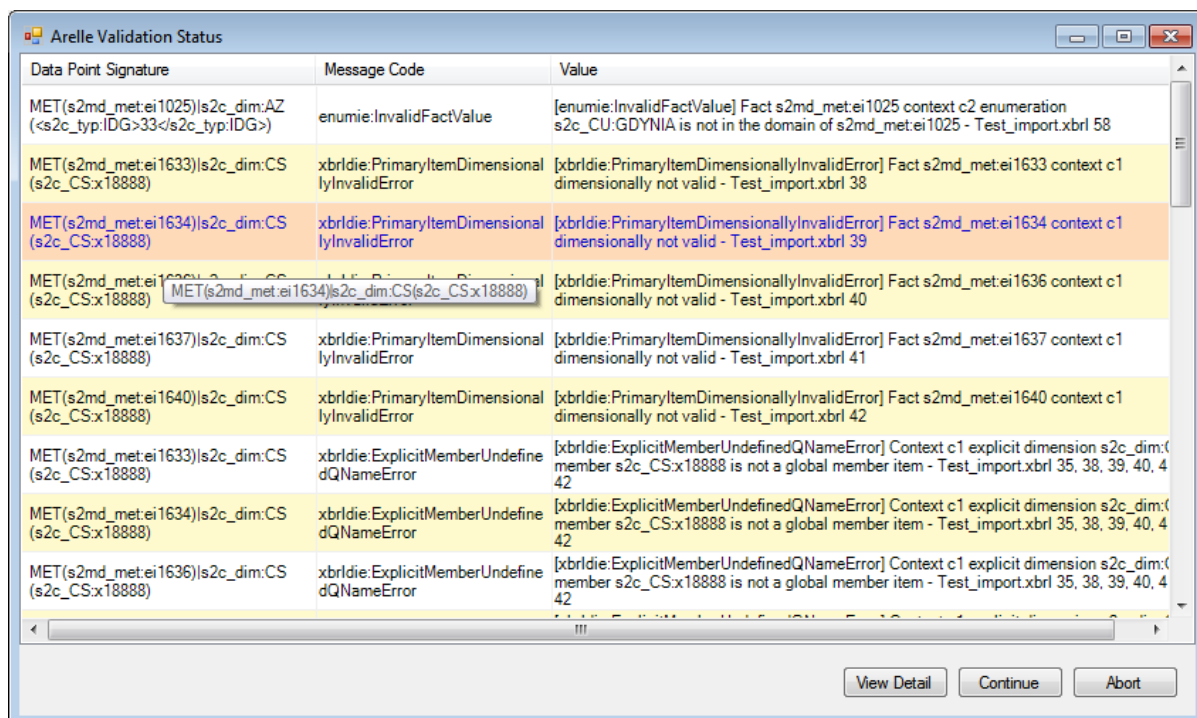 Arelle Validation Status
Data Point Signature Message Code Value
MET(s2md_met:ei1025)|s2c_dim:AZ
(<s2c_typ:IDG>33</s2c_typ:IDG>)
enumie:InvalidFactValue
[enumie:InvalidFactValue] Fact s2md_met:ei1025 context c2 enumeration
s2c_CU:GDYNIA is not in the domain of s2md_met:ei1025 - Test_import.xbrl 58
MET(s2md_met:ei1633)|s2c_dim:CS
(s2c_CS:x18888)
xbrldie:PrimaryItemDimensional
lyInvalidError
[xbrldie:PrimaryItemDimensionallyInvalidError] Fact s2md_met:ei1633 context c1
dimensionally not valid - Test_import.xbrl 38
MET(s2md_met:ei1634)|s2c_dim:CS
(s2c_CS:x18888)
xbrldie:PrimaryItemDimensional
lyInvalidError
[xbrldie:PrimaryItemDimensionallyInvalidError] Fact s2md_met:ei1634 context c1
dimensionally not valid - Test_import.xbrl 39
(s2c_CS:x18888)
MET(s2md_met:ei1634)|s2c_dim:CS(s2c_CS:x18888)
[xbrldie:PrimaryItemDimensionallyInvalidError] Fact s2md_met:ei1636 context c1
dimensionally not valid - Test_import.xbrl 40
MET(s2md_met:ei1637)|s2c_dim:CS
(s2c_CS:x18888)
xbrldie:PrimaryItemDimensional
lyInvalidError
[xbrldie:PrimaryItemDimensionallyInvalidError] Fact s2md_met:ei1637 context c1
dimensionally not valid - Test_import.xbrl 41
MET(s2md_met:ei1640)|s2c_dim:CS
(s2c_CS:x18888)
xbrldie:PrimaryItemDimensional
lyInvalidError
[xbrldie:PrimaryItemDimensionallyInvalidError] Fact s2md_met:ei1640 context c1
dimensionally not valid - Test_import.xbrl 42
MET(s2md_met:ei1633)|s2c_dim:CS
(s2c_CS:x18888)
xbrldie:ExplicitMemberUndefine
dQNameError
[xbrldie:ExplicitMemberUndefinedQNameError] Context c1 explicit dimension s2c_dim:
member s2c_CS:x18888 is not a global member item - Test_import.xbrl 35, 38, 39, 40, 4
42
MET(s2md_met:ei1634)|s2c_dim:CS
(s2c_CS:x18888)
xbrldie:ExplicitMemberUndefine
dQNameError
[xbrldie:ExplicitMemberUndefinedQNameError] Context c1 explicit dimension s2c_dim:
member s2c_CS:x18888 is not a global member item - Test_import.xbrl 35, 38, 39, 40, 4
42
MET(s2md_met:ei1636)|s2c_dim:CS
(s2c_CS:x18888)
xbrldie:ExplicitMemberUndefine
dQNameError
[xbrldie:ExplicitMemberUndefinedQNameError] Context c1 explicit dimension s2c_dim:
member s2c_CS:x18888 is not a global member item - Test_import.xbrl 35, 38, 39, 40, 4
42
View Detail Continue Abort